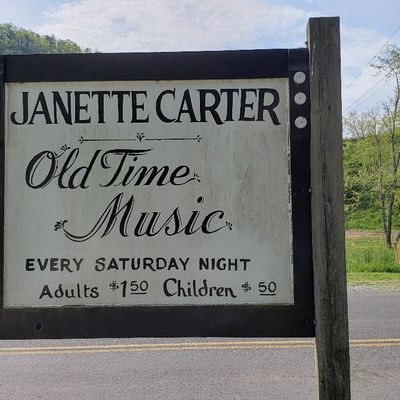 JANETTE CARTER
Old Time
Music
EVERY SATURDAY NIGHT
Adults $1 50 Children $ 50